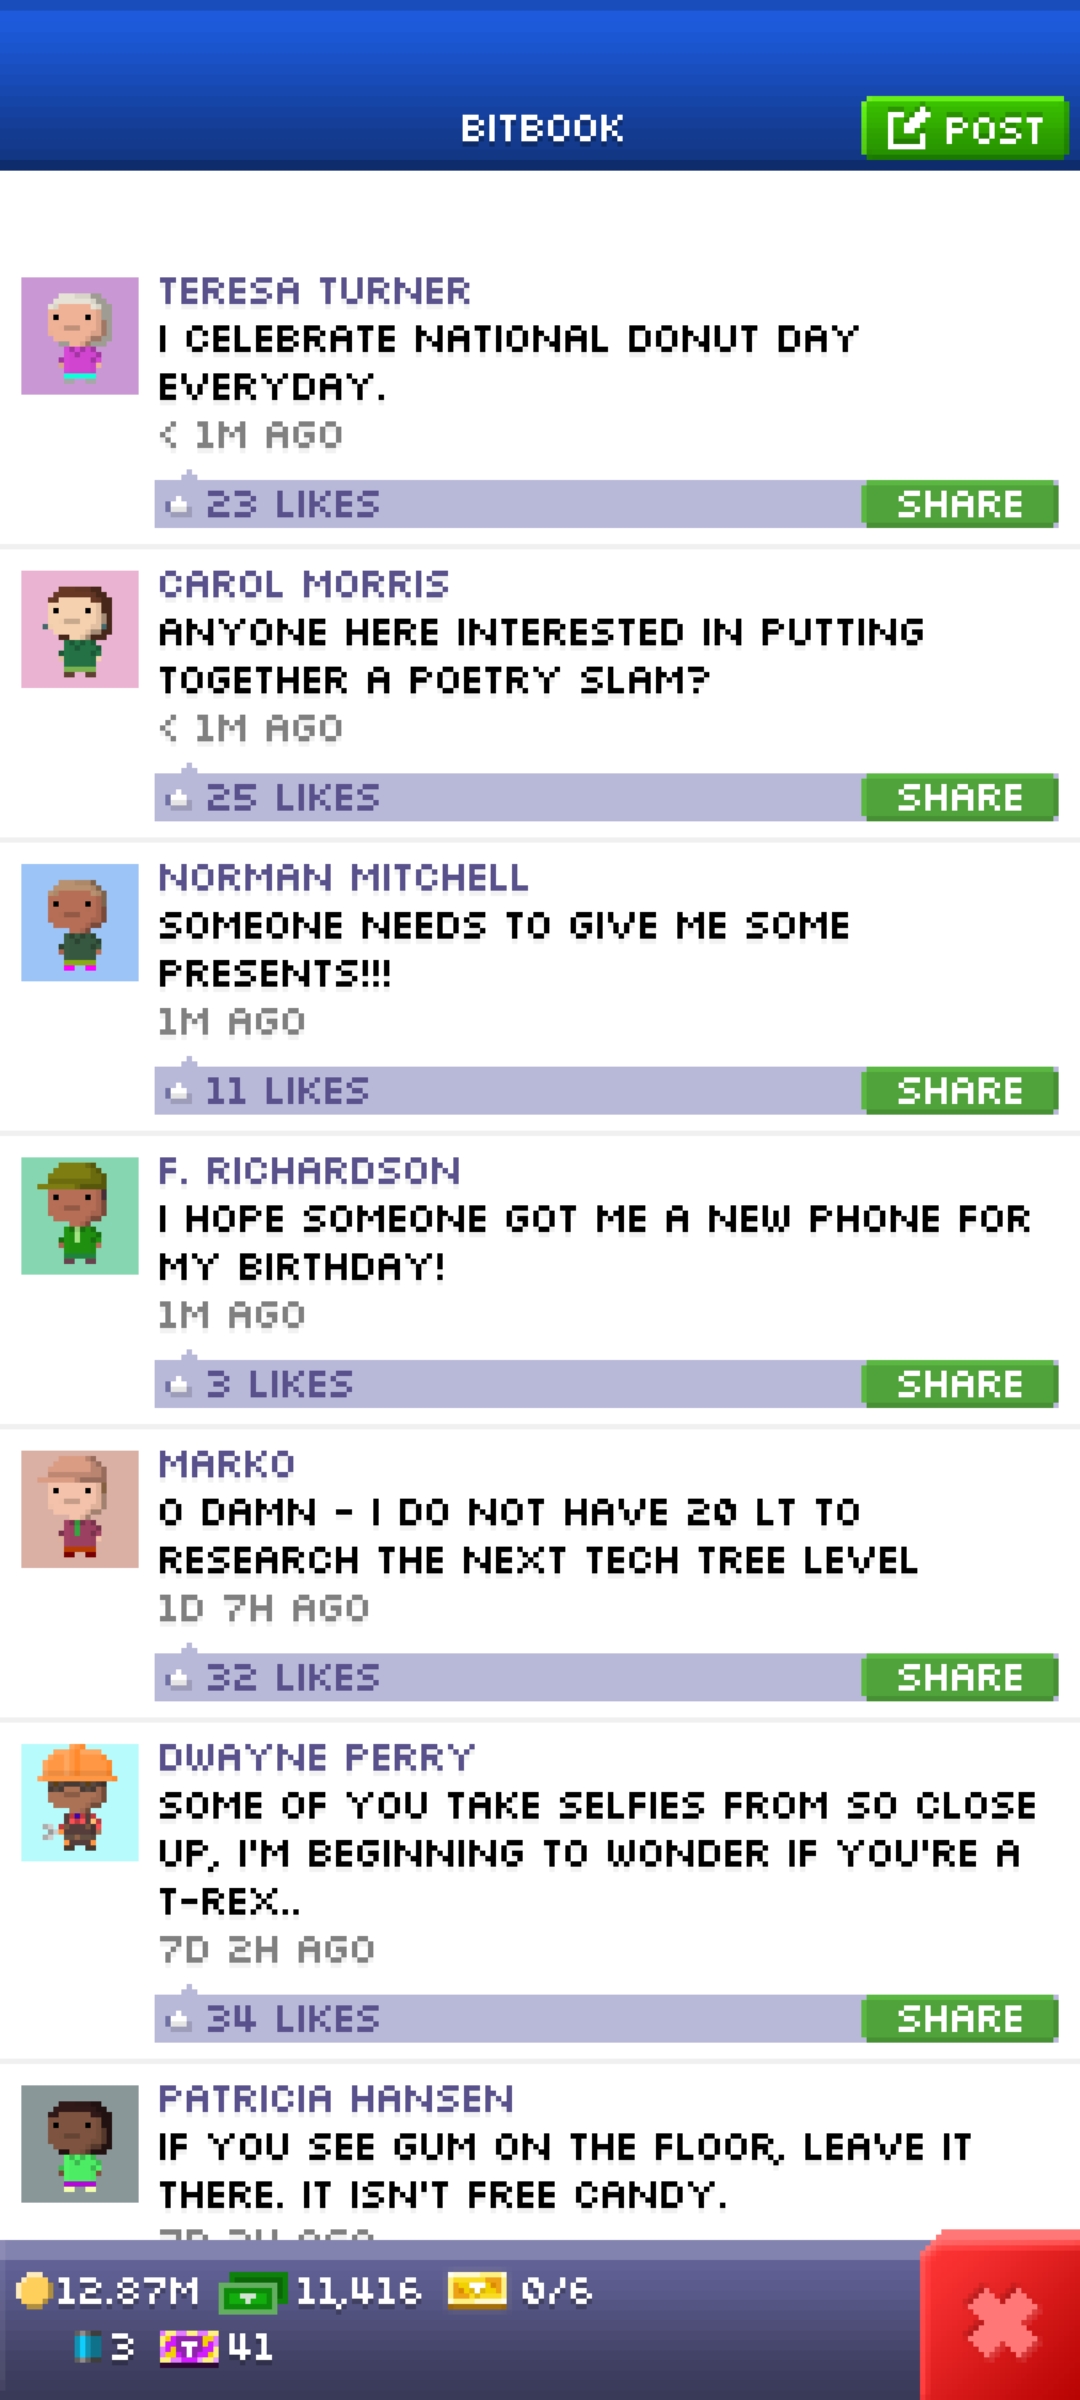 BITBOOK
POST
TERESA TURNER
I CELEBRATE NATIONAL DONUT DAY
EVERYDAY.
< 1M AGO
23 LIKES
SHARE
CAROL MORRIS
ANYONE HERE INTERESTED IN PUTTING
TOGETHER A POETRY SLAM?
< 1M AGO
25 LIKES
SHARE
NORMAN MITCHELL
SOMEONE NEEDS TO GIVE ME SOME
PRESENTS!!!
1M AGO
11 LIKES
SHARE
F. RICHARDSON
I HOPE SOMEONE GOT ME A NEW PHONE FOR
MY BIRTHDAY!
1M AGO
3 LIKES
SHARE
MARKO
O DAMN - I DO NOT HAVE 20 LT TO
RESEARCH THE NEXT TECH TREE LEVEL
1D 7H AGO
32 LIKES
SHARE
DWAYNE PERRY
SOME OF YOU TAKE SELFIES FROM SO CLOSE
UP, I'M BEGINNING TO WONDER IF YOU'RE A
T-REX..
7D 2H AGO
34 LIKES
SHARE
PATRICIA HANSEN
IF YOU SEE GUM ON THE FLOOR, LEAVE IT
THERE. IT ISN'T FREE CANDY.
AGO
12.87M 11,416 0/6
3 T 41